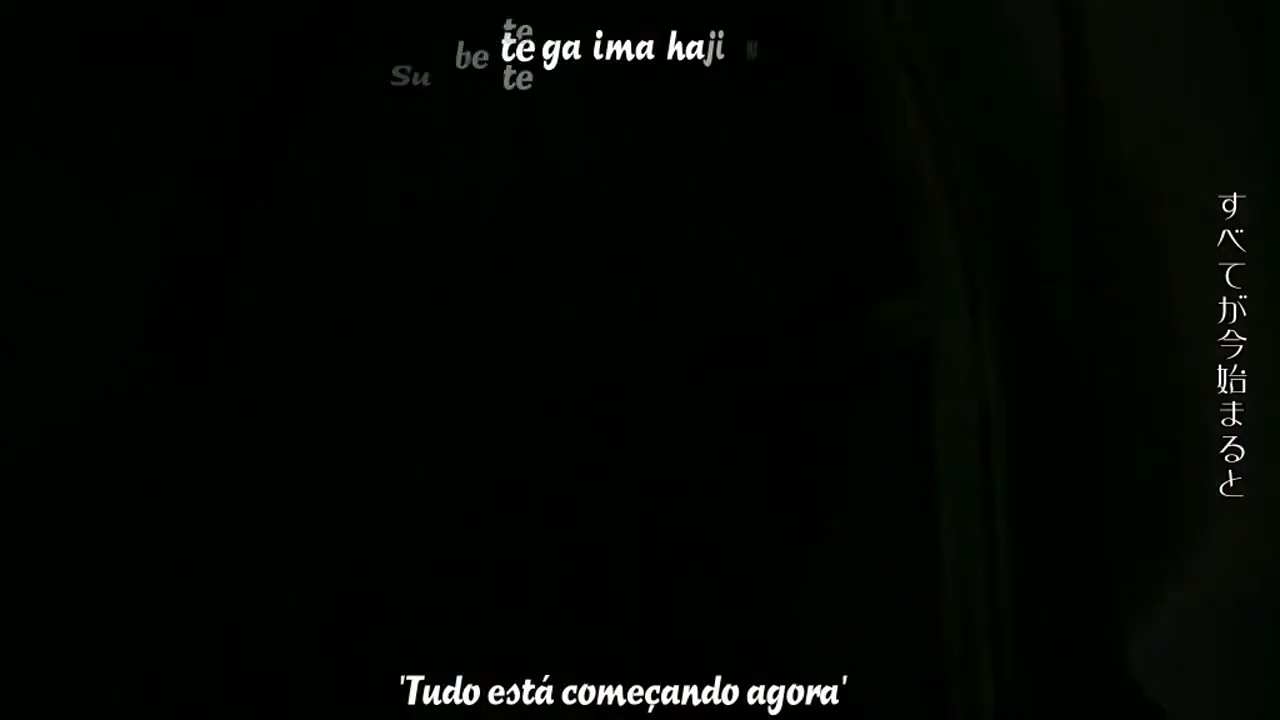 Su be te ga ima haji
すべてが今始まると
'Tudo está começando agora'